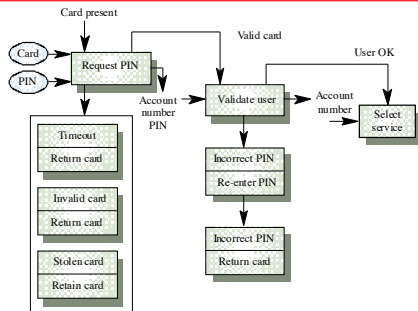 Card present
Valid card
Card
User OK
Request PIN
PIN
Account
number
PIN
Validate user
Account
number
Select
service
Timeout
Return card
Incorrect PIN
Re-enter PIN
Invalid card
Return card
Incorrect PIN
Return card
Stolen card
Retain card